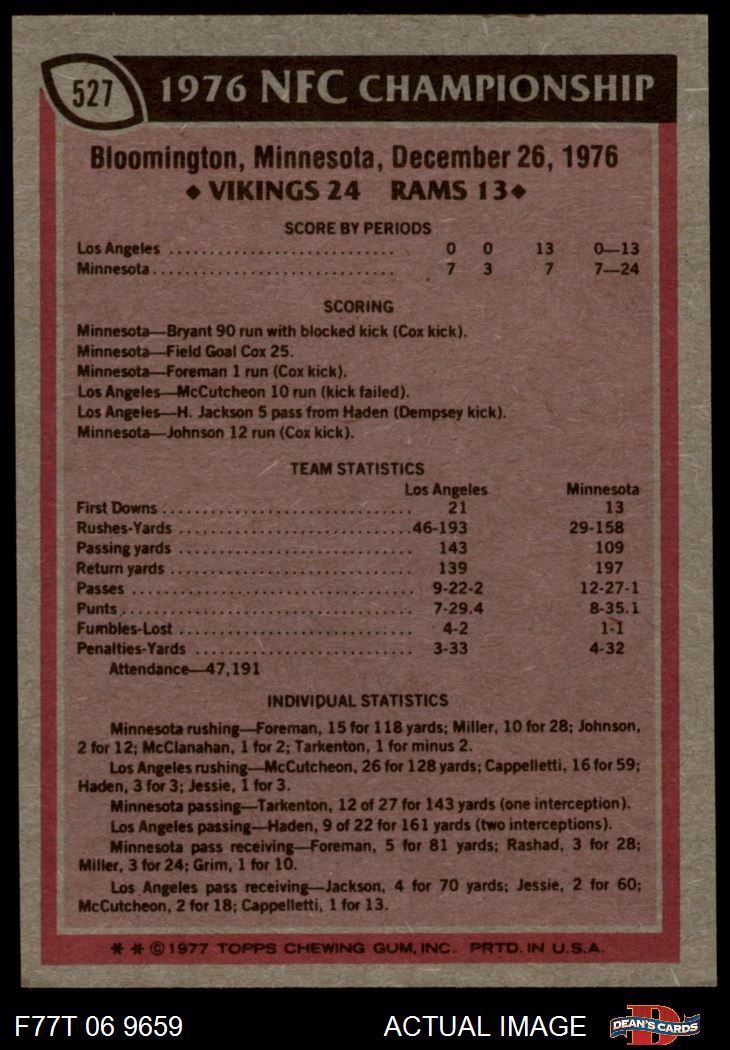 527
1976 NFC CHAMPIONSHIP
Bloomington, Minnesota, December 26, 1976
◆ VIKINGS 24 RAMS 13 ◆
SCORE BY PERIODS
Los Angeles ............................ 0 0 13 0—13
Minnesota.............................. 7 3 7 7—24
SCORING
Minnesota—Bryant 90 run with blocked kick (Cox kick).
Minnesota—Field Goal Cox 25.
Minnesota—Foreman 1 run (Cox kick).
Los Angeles—McCutcheon 10 run (kick failed).
Los Angeles—H. Jackson 5 pass from Haden (Dempsey kick).
Minnesota—Johnson 12 run (Cox kick).
TEAM STATISTICS
Los Angeles Minnesota
First Downs ............................... 21 13
Rushes-Yards .............................46-193 29-158
Passing yards .............................. 143 109
Return yards ............................... 139 197
Passes ................................... 9-22-2 12-27-1
Punts..................................... 7-29.4 8-35.1
Fumbles-Lost ............................. 4-2 1-1
Penalties-Yards ........................... 3-33 4-32
Attendance—47,191
INDIVIDUAL STATISTICS
Minnesota rushing—Foreman, 15 for 118 yards; Miller, 10 for 28; Johnson,
2 for 12; McClanahan, 1 for 2; Tarkenton, 1 for minus 2.
Los Angeles rushing—McCutcheon, 26 for 128 yards; Cappelletti, 16 for 59;
Haden, 3 for 3; Jessie, 1 for 3.
Minnesota passing—Tarkenton, 12 of 27 for 143 yards (one interception).
Los Angeles passing—Haden, 9 of 22 for 161 yards (two interceptions).
Minnesota pass receiving—Foreman, 5 for 81 yards; Rashad, 3 for 28;
Miller, 3 for 24; Grim, 1 for 10.
Los Angeles pass receiving—Jackson, 4 for 70 yards; Jessie, 2 for 60;
McCutcheon, 2 for 18; Cappelletti, 1 for 13.
* * © 1977 TOPPS CHEWING GUM, INC. PRTD. IN U.S.A.
F77T 06 9659 ACTUAL IMAGE D DEAN'S CARDS